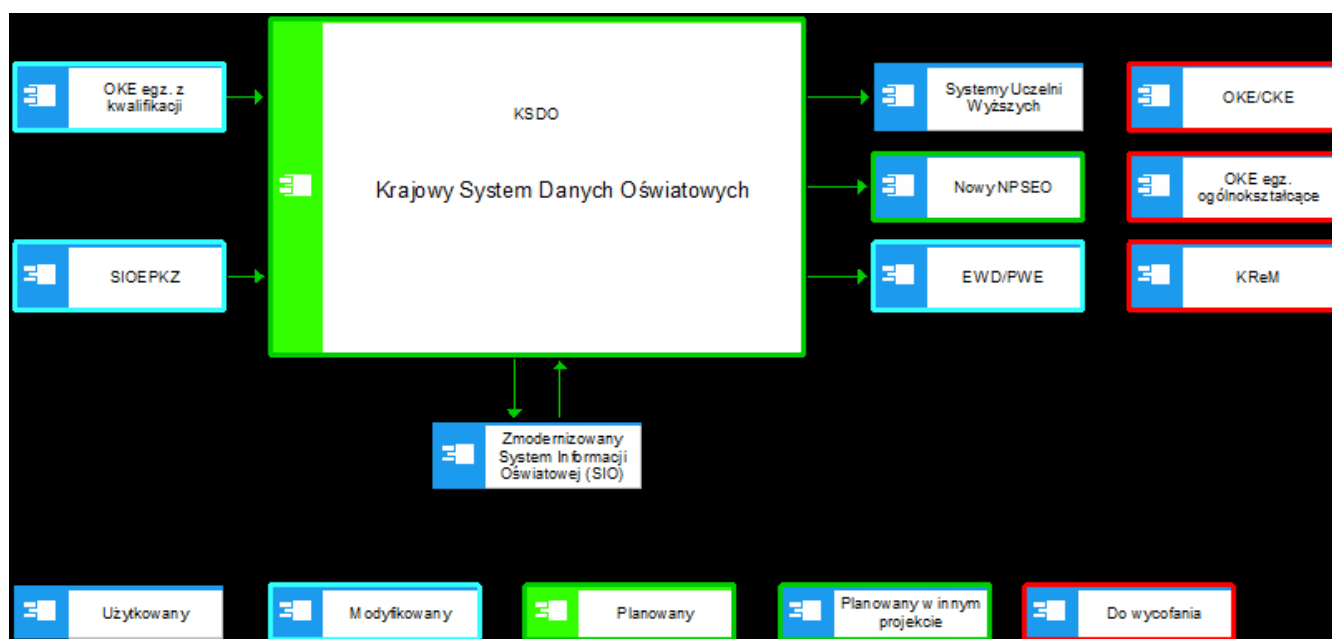 OKE egz. z
kwalifikacji
KSDO
Krajowy System Danych Oświatowych
SIOEPKZ
Systemy Uczelni
Wyższych
Nowy NPSEO
EWD/PWE
OKE/CKE
OKE egz.
ogólnokształcące
KReM
Zmodernizowany
System Informacji
Oświatowej (SIO)
Użytkowany
Modyfikowany
Planowany
Planowany w innym
projekcie
Do wycofania